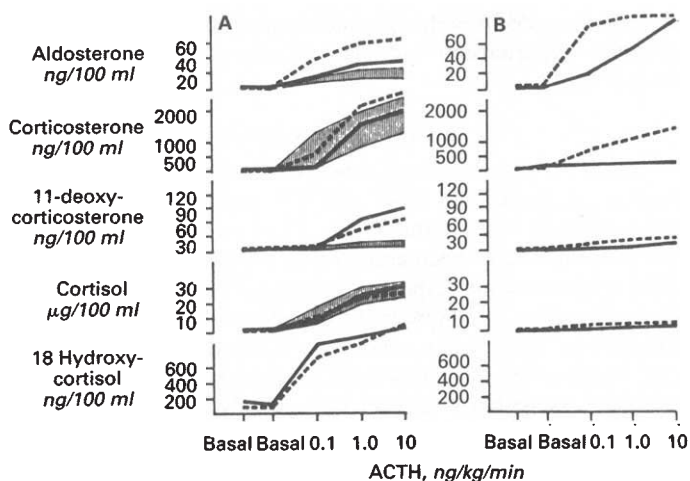 A
B
Aldosterone
ng/100 ml
60
40
20
60
40
20
Corticosterone
ng/100 ml
2000
1000
500
2000
1000
500
11-deoxy-
corticosterone
ng/100 ml
120
90
60
30
120
90
60
30
Cortisol
μg/100 ml
30
20
10
30
20
10
18 Hydroxy-
cortisol
ng/100 ml
600
400
200
600
400
200
Basal Basal 0.1 1.0 10
Basal Basal 0.1 1.0 10
ACTH, ng/kg/min